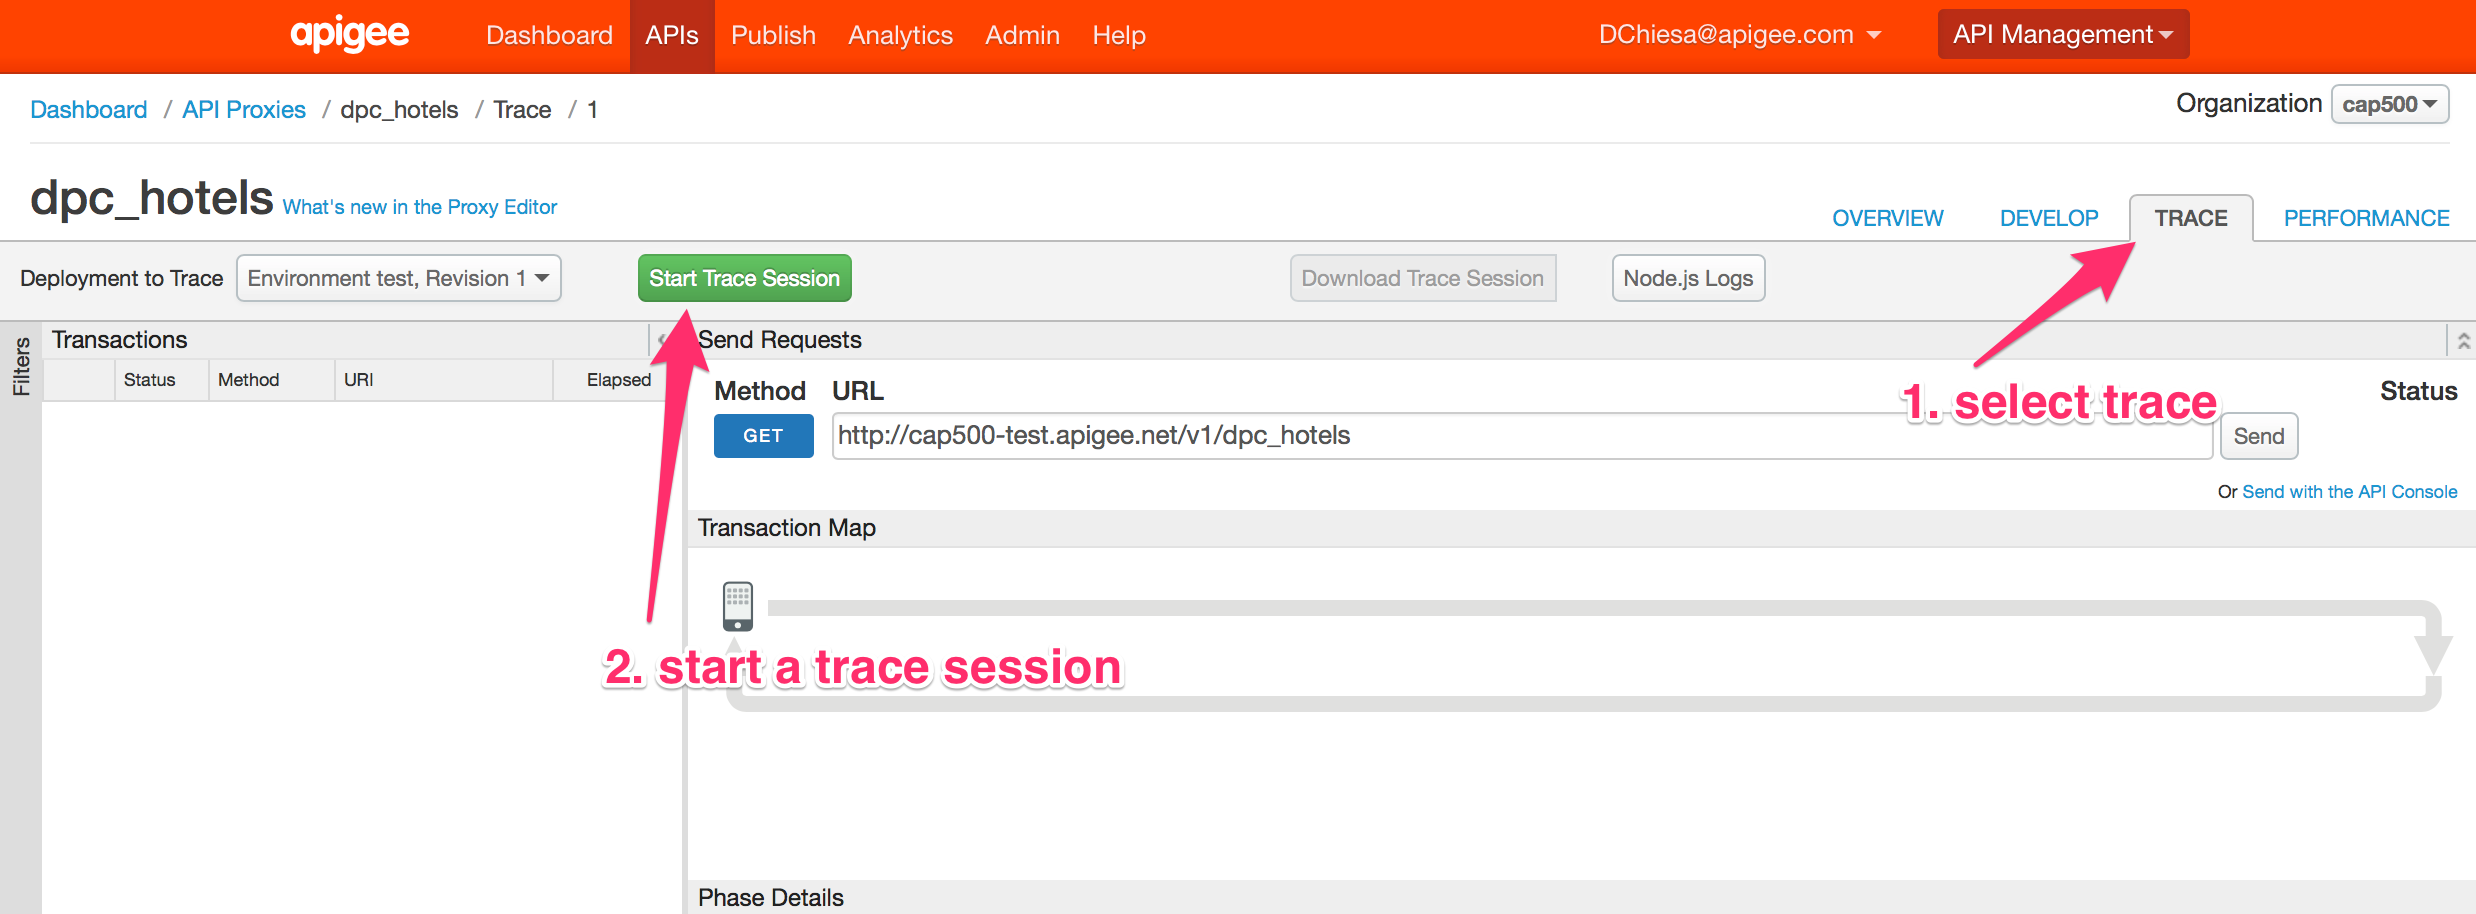 apigee Dashboard APIs Publish Analytics Admin Help DChiesa@apigee.com API Management
Dashboard / API Proxies / dpc_hotels / Trace / 1 Organization cap500
dpc_hotels What's new in the Proxy Editor OVERVIEW DEVELOP TRACE PERFORMANCE
Deployment to Trace Environment test, Revision 1 Start Trace Session Download Trace Session Node.js Logs
Filters
Transactions
Status Method URI Elapsed
Send Requests
Method URL Status
1. select trace
GET http://cap500-test.apigee.net/v1/dpc_hotels Send
Or Send with the API Console
Transaction Map
2. start a trace session
Phase Details